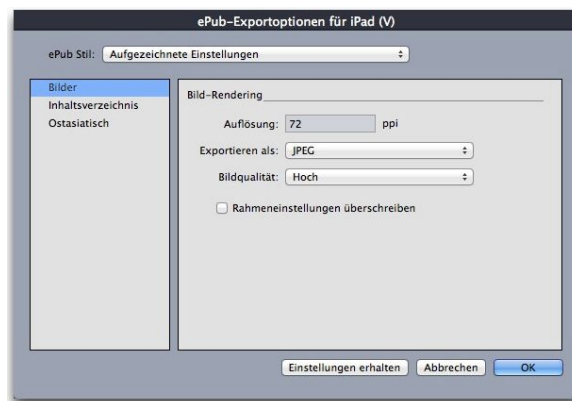 ePub-Exportoptionen für iPad (V)
ePub Stil: Aufgezeichnete Einstellungen
Bilder
Inhaltsverzeichnis
Ostasiatisch
Bild-Rendering
Auflösung: 72 ppi
Exportieren als: JPEG
Bildqualität: Hoch
Rahmeneinstellungen überschreiben
Einstellungen erhalten Abbrechen OK